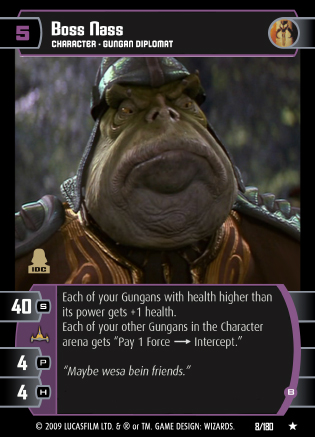 5
Boss Nass
CHARACTER • GUNGAN DIPLOMAT
IDC
40 S
4 P
4 H
Each of your Gungans with health higher than
its power gets +1 health.
Each of your other Gungans in the Character
arena gets “Pay 1 Force → Intercept.”
“Maybe wesa bein friends.”
B
© 2009 LUCASFILM LTD. & ® or TM. GAME DESIGN: WIZARDS. 8/180 ★